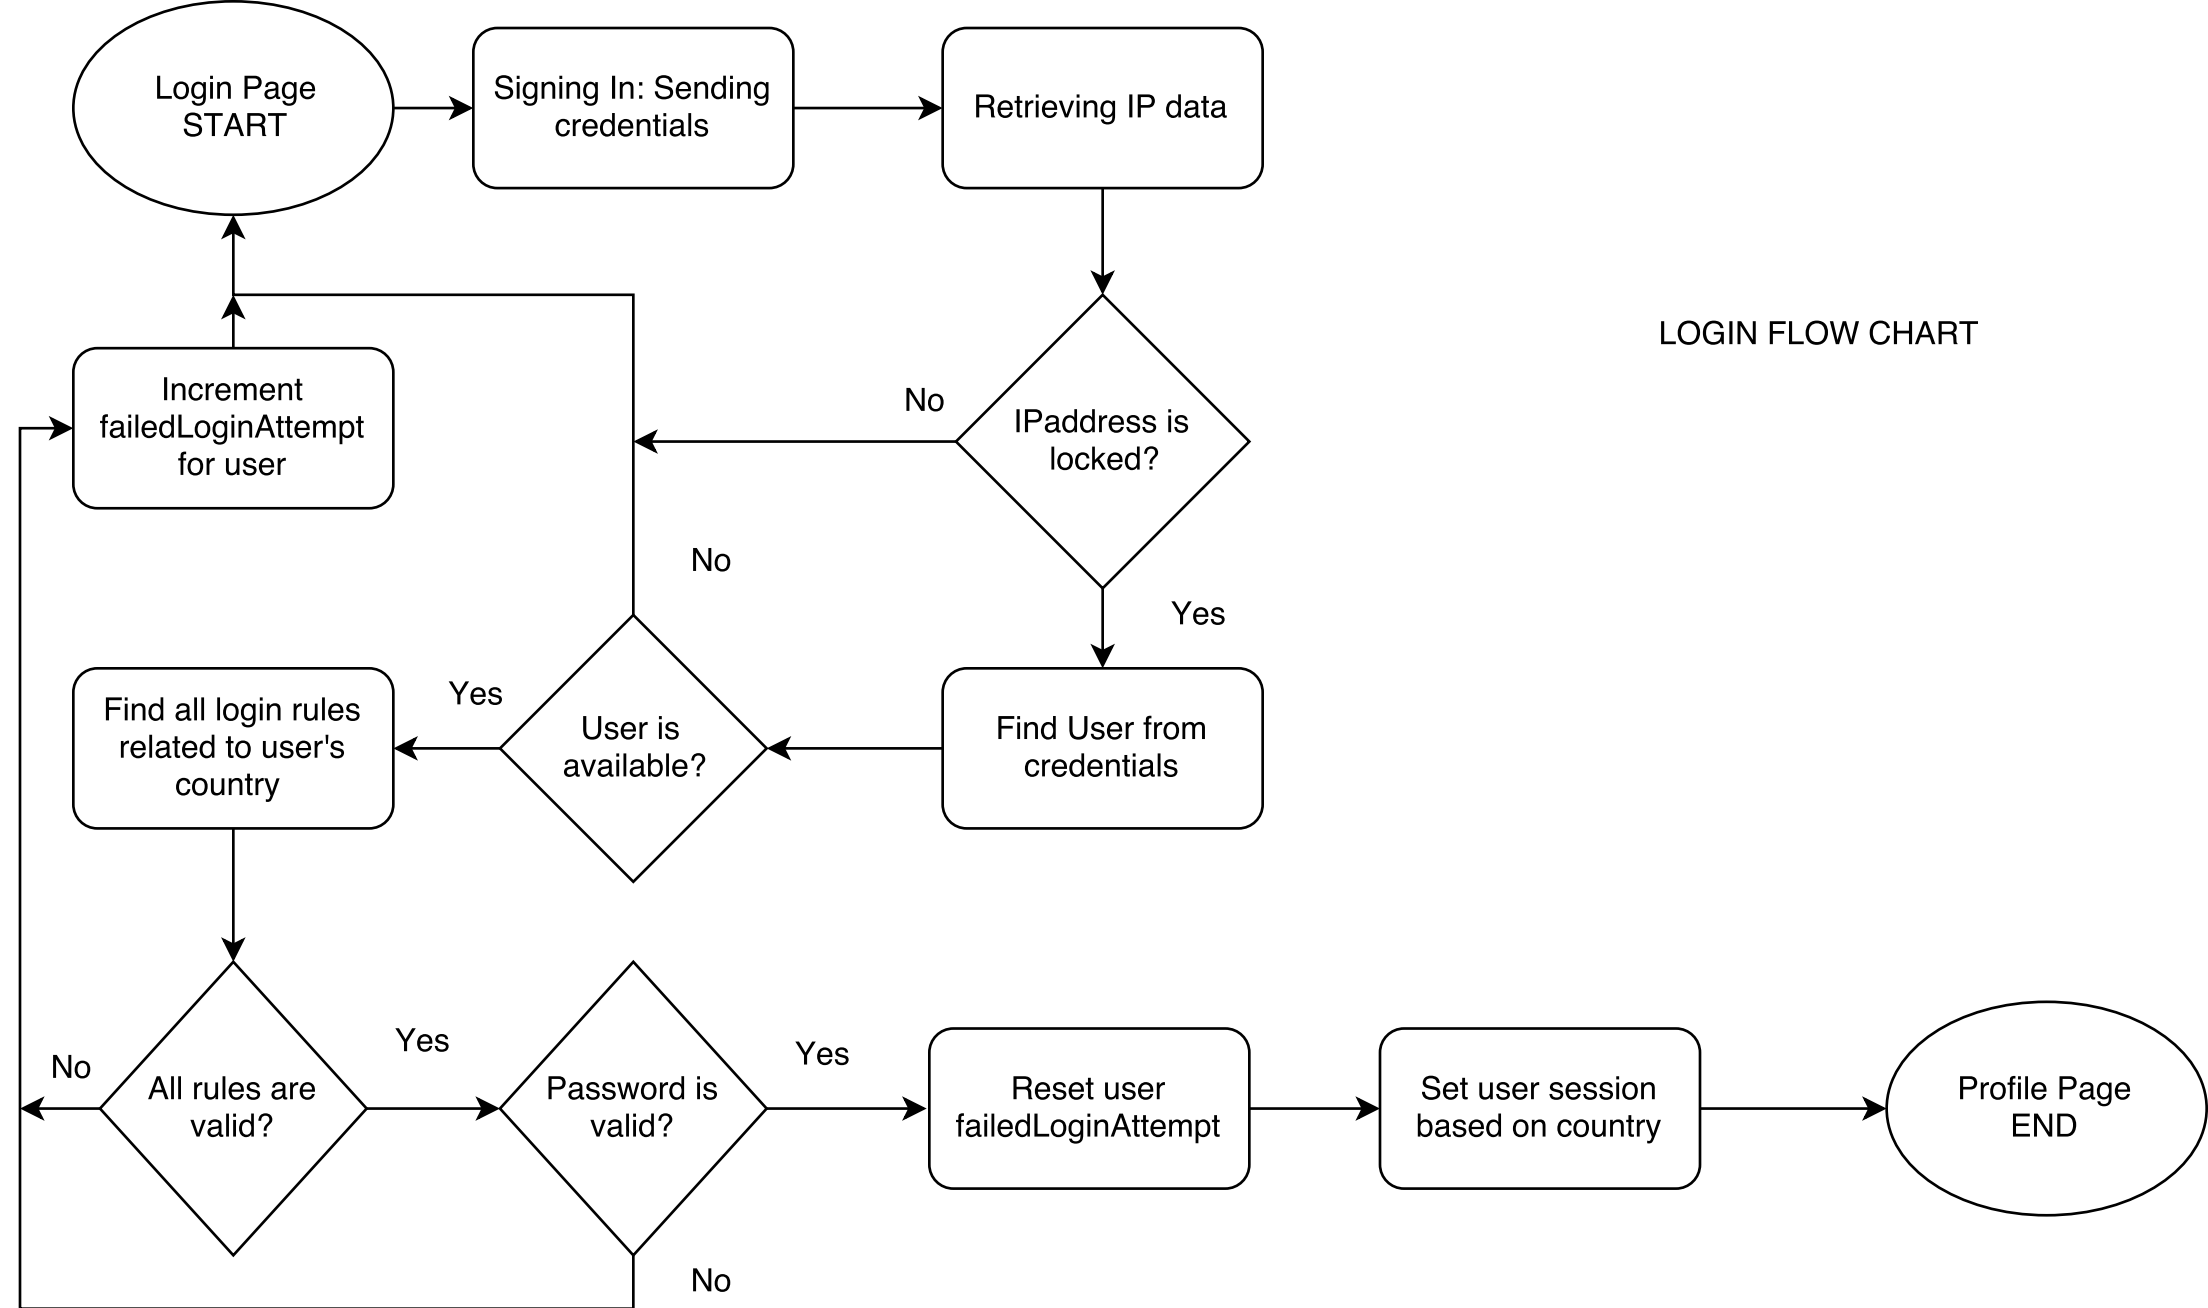 Login Page
START
Signing In: Sending
credentials
Retrieving IP data
LOGIN FLOW CHART
Increment
failedLoginAttempt
for user
No
IPaddress is
locked?
No
Yes
Find all login rules
related to user's
country
Yes
User is
available?
Find User from
credentials
No
All rules are
valid?
Yes
Password is
valid?
Yes
Reset user
failedLoginAttempt
Set user session
based on country
Profile Page
END
No